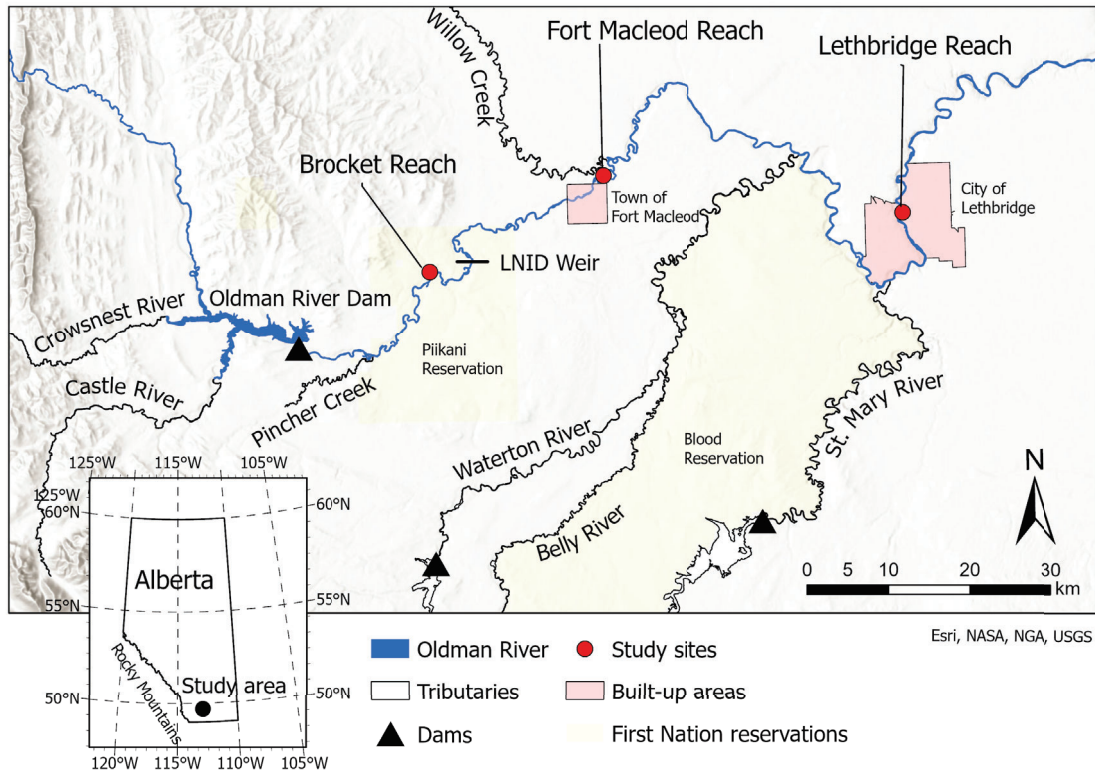 Willow Creek
Fort Macleod Reach
Lethbridge Reach
Brocket Reach
Town of
Fort Macleod
City of
Lethbridge
LNID Weir
Oldman River Dam
Crowsnest River
Piikani
Reservation
Castle River
Pincher Creek
St. Mary River
Waterton River
Blood
Reservation
Belly River
N
0 5 10 20 30
km
Esri, NASA, NGA, USGS
125°W 115°W 105°W
125°W
60°N
60°N
Alberta
55°N
55°N
Rocky Mountains
Study area
50°N
50°N
120°W 115°W 110°W 105°W
Oldman River
Study sites
Tributaries
Built-up areas
Dams
First Nation reservations